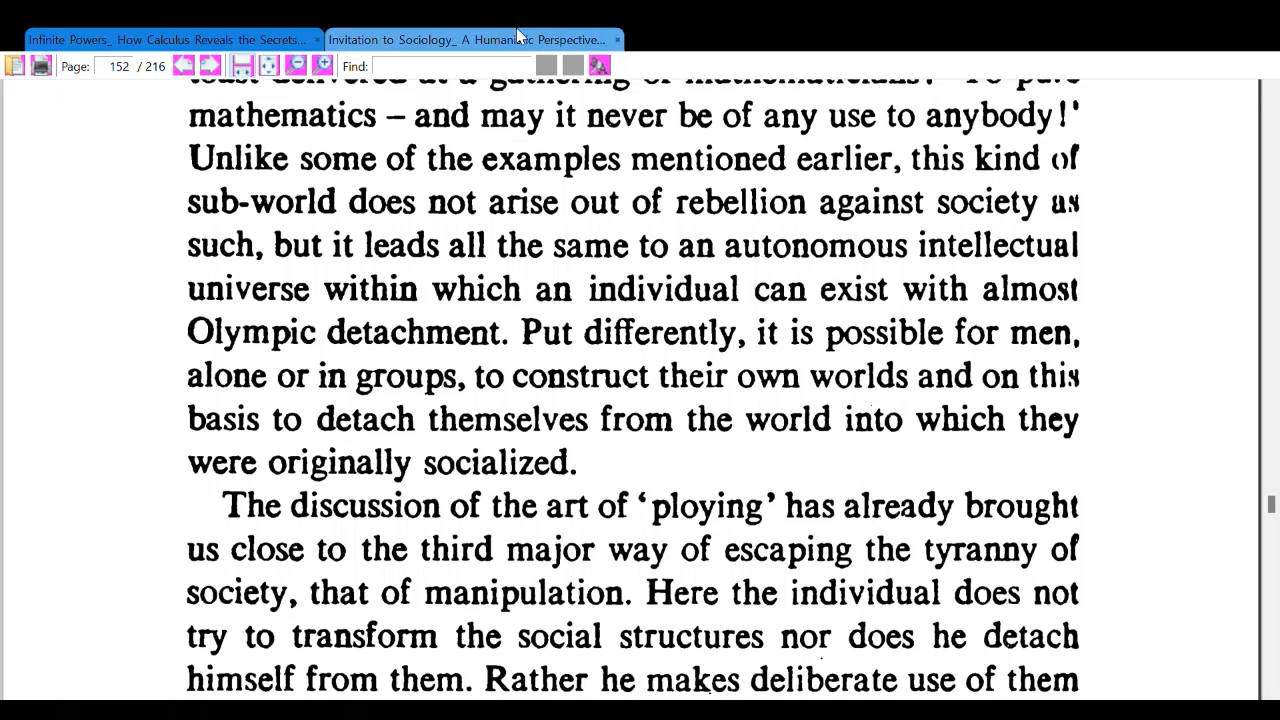 Infinite Powers_ How Calculus Reveals the Secrets... ×
Invitation to Sociology_ A Humanistic Perspective... ×
Page: 152 / 216 Find:
mathematics – and may it never be of any use to anybody!'
Unlike some of the examples mentioned earlier, this kind of
sub-world does not arise out of rebellion against society as
such, but it leads all the same to an autonomous intellectual
universe within which an individual can exist with almost
Olympic detachment. Put differently, it is possible for men,
alone or in groups, to construct their own worlds and on this
basis to detach themselves from the world into which they
were originally socialized.
The discussion of the art of ‘ploying’ has already brought
us close to the third major way of escaping the tyranny of
society, that of manipulation. Here the individual does not
try to transform the social structures nor does he detach
himself from them. Rather he makes deliberate use of them